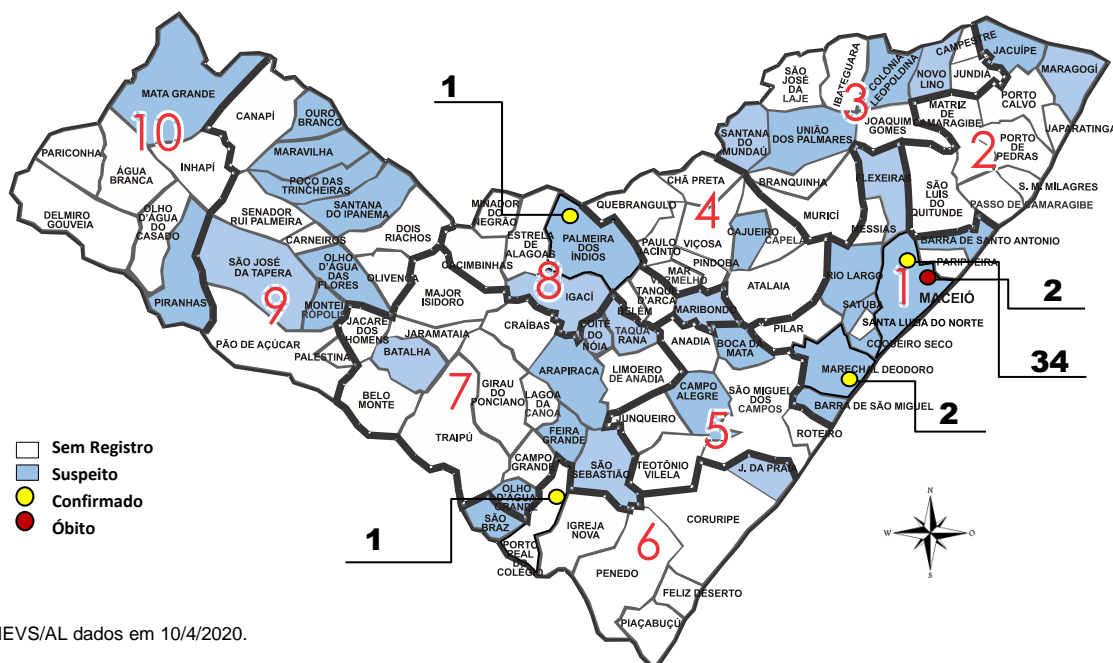 MATA GRANDE
10
CANAPÍ
OURO
BRANCO
MARAVILHA
PARICONHA
ÁGUA
BRANCA
INHAPÍ
POÇO DAS
TRINCHEIRAS
SANTANA
DO IPANEMA
DELMIRO
GOUVEIA
OLHO
D'ÁGUA
DO
CASADO
SENADOR
RUI PALMEIRA
CARNEIROS
DOIS
RIACHOS
PIRANHAS
SÃO JOSÉ
DA TAPERA
9
OLHO
D'ÁGUA
DAS
FLORES
OLIVENÇA
MONTEI
RÓPOLIS
MAJOR
ISIDORO
PÃO DE AÇÚCAR
JACARÉ
DOS
HOMENS
PALESTINA
JARAMATAIA
BATALHA
BELO
MONTE
7
TRAIPÚ
GIRAU
DO
PONCIANO
CRAÍBAS
ARAPIRACA
LAGOA
DA
CANOA
FEIRA
GRANDE
CAMPO
GRANDE
OLHO
D'ÁGUA
GRANDE
SÃO
BRAZ
PORTO
REAL
DO
COLÉGIO
1
1
MINADOR
DO
NEGRÃO
ESTRELA
DE
ALAGOAS
CACIMBINHAS
PALMEIRA
DOS
ÍNDIOS
8
IGACÍ
COITÉ
DO
NÓIA
TAQUA
RANA
BELÉM
TANQUE
D'ARCA
MAR
VERMELHO
MARIBONDO
PAULO
JACINTO
QUEBRANGULO
CHÃ PRETA
4
VIÇOSA
PINDOBA
CAJUEIRO
CAPELA
ATALAIA
BRANQUINHA
MURICÍ
MESSIAS
FLEXEIRAS
SANTANA
DO
MUNDAÚ
UNIÃO
DOS PALMARES
SÃO
JOSÉ
DA
LAJE
IBATEGUARA
3
COLÔNIA
LEOPOLDINA
NOVO
LINO
CAMPESTRE
JUNDIÁ
JACUÍPE
MARAGOGÍ
JOAQUIM
GOMES
MATRIZ
DE
CAMARAGIBE
PORTO
CALVO
JAPARATINGA
2
PORTO
DE
PEDRAS
S. M. MILAGRES
PASSO DE CAMARAGIBE
SÃO
LUIS
DO
QUITUNDE
BARRA DE SANTO ANTONIO
PARIPUEIRA
RIO LARGO
1
MACEIÓ
SATUBA
SANTA LUZIA DO NORTE
COQUEIRO SECO
PILAR
MARECHAL DEODORO
BARRA DE SÃO MIGUEL
ROTEIRO
2
34
2
ANADIA
BOCA DA
MATA
LIMOEIRO
DE ANADIA
CAMPO
ALEGRE
SÃO MIGUEL
DOS
CAMPOS
5
JUNQUEIRO
TEOTÔNIO
VILELA
J. DA PRAIA
SÃO
SEBASTIÃO
IGREJA
NOVA
6
CORURIPE
PENEDO
FELIZ DESERTO
PIAÇABUÇÚ
Sem Registro
Suspeito
Confirmado
Óbito
N
W
O
S
IEVS/AL dados em 10/4/2020.